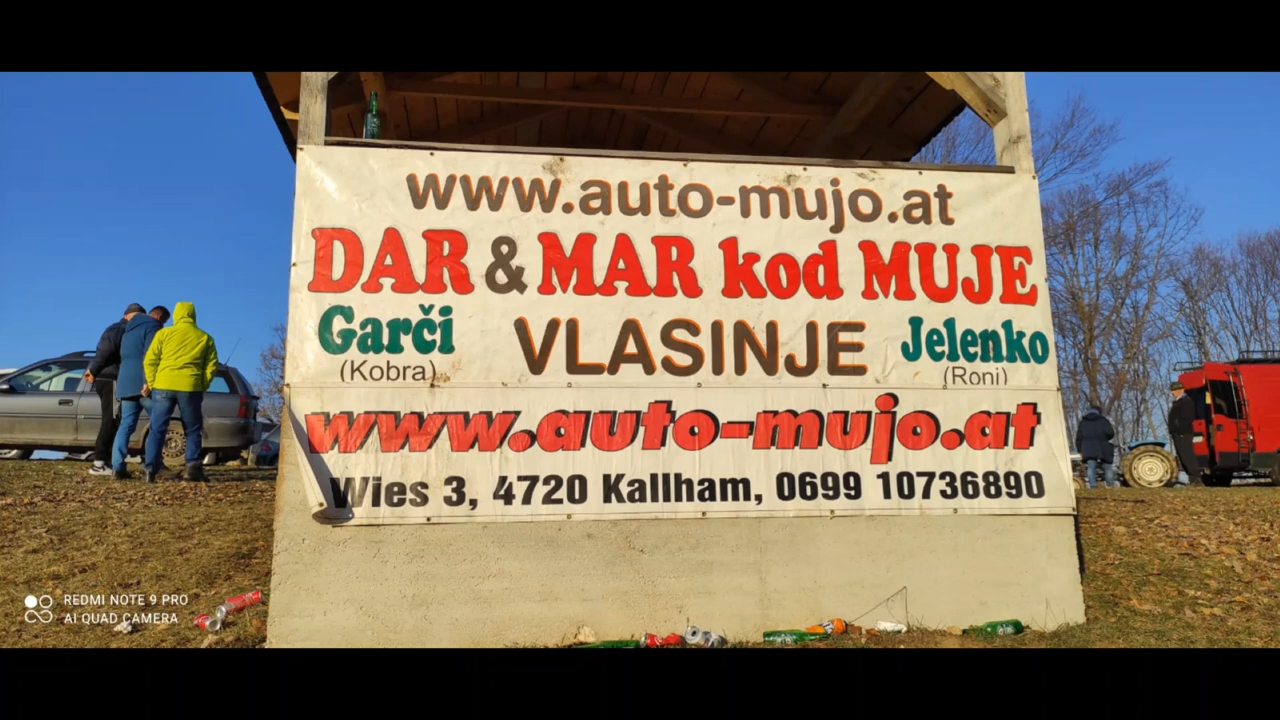 www.auto-mujo.at
DAR & MAR kod MUJE
Garči VLASINJE Jelenko
(Kobra) (Roni)
www.auto-mujo.at
Wies 3, 4720 Kallham, 0699 10736890
REDMI NOTE 9 PRO
AI QUAD CAMERA